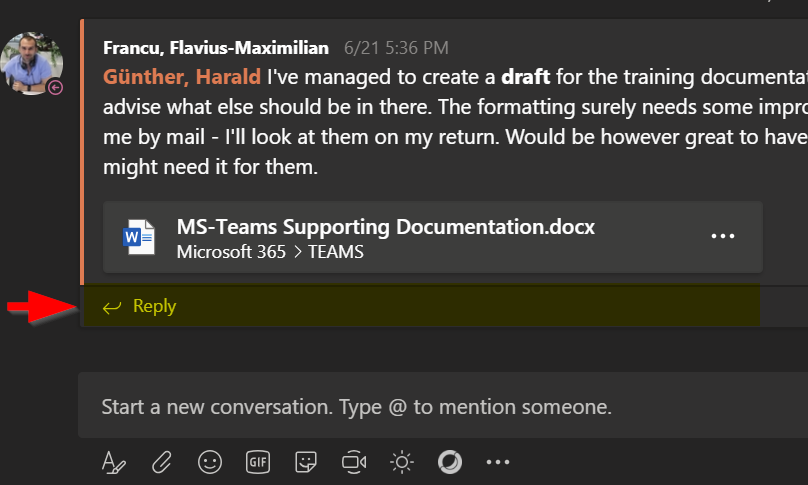 Francu, Flavius-Maximilian 6/21 5:36 PM
Günther, Harald I've managed to create a draft for the training documentat
advise what else should be in there. The formatting surely needs some impro
me by mail - I'll look at them on my return. Would be however great to have
might need it for them.
W
MS-Teams Supporting Documentation.docx
Microsoft 365 > TEAMS
Reply
Start a new conversation. Type @ to mention someone.
GIF